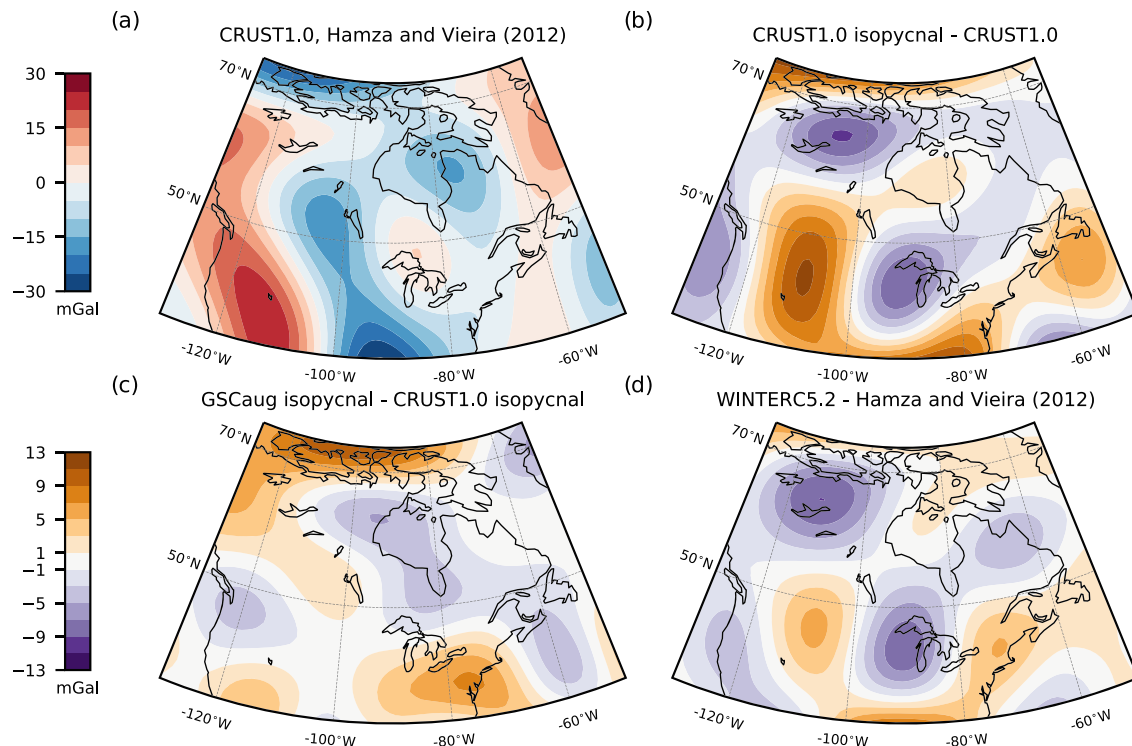 (a)
CRUST1.0, Hamza and Vieira (2012)
70°N
50°N
-120°W
-100°W
-80°W
-60°W
30
15
0
−15
−30
mGal
(b)
CRUST1.0 isopycnal - CRUST1.0
70°N
50°N
-120°W
-100°W
-80°W
-60°W
(c)
GSCaug isopycnal - CRUST1.0 isopycnal
70°N
50°N
-120°W
-100°W
-80°W
-60°W
13
9
5
1
−1
−5
−9
−13
mGal
(d)
WINTERC5.2 - Hamza and Vieira (2012)
70°N
50°N
-120°W
-100°W
-80°W
-60°W